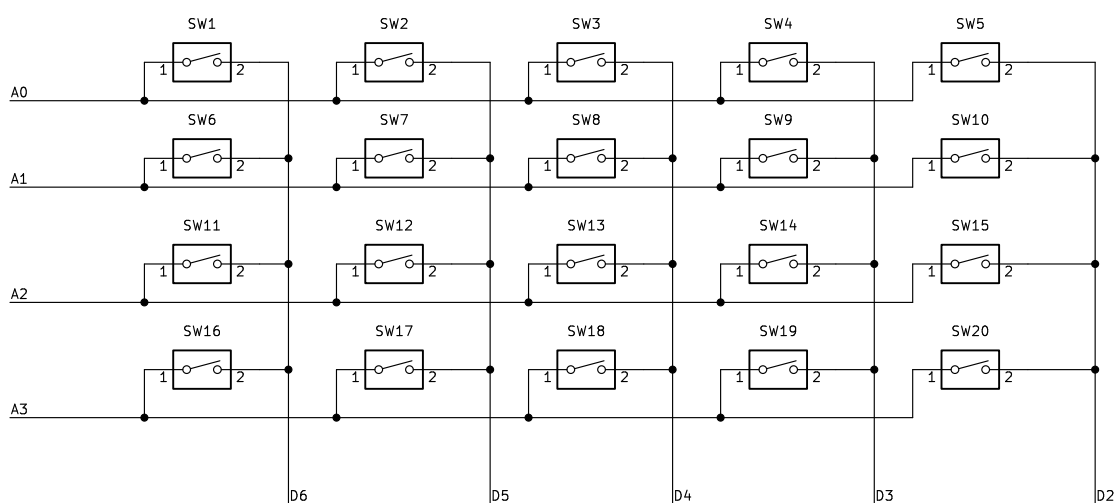 SW1 SW2 SW3 SW4 SW5
1 2 1 2 1 2 1 2 1 2
A0
SW6 SW7 SW8 SW9 SW10
1 2 1 2 1 2 1 2 1 2
A1
SW11 SW12 SW13 SW14 SW15
1 2 1 2 1 2 1 2 1 2
A2
SW16 SW17 SW18 SW19 SW20
1 2 1 2 1 2 1 2 1 2
A3
D6 D5 D4 D3 D2